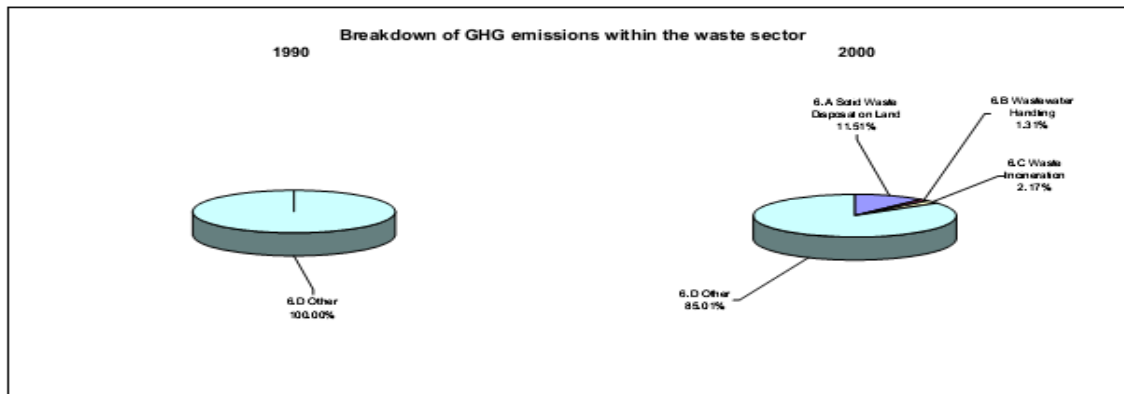 Breakdown of GHG emissions within the waste sector
1990
2000
6.D Other
100.00%
6.A Solid Waste
Disposal on Land
11.51%
6.B Wastewater
Handling
1.31%
6.C Waste
Incineration
2.17%
6.D Other
85.01%